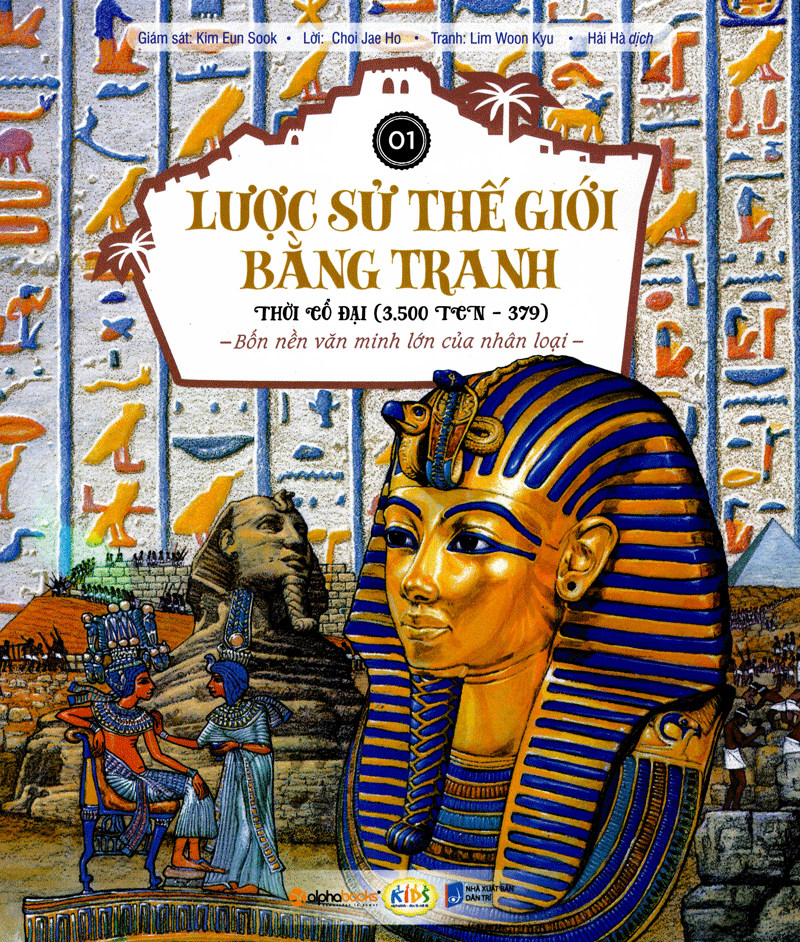 Giám sát: Kim Eun Sook • Lời: Choi Jae Ho • Tranh: Lim Woon Kyu • Hải Hà dịch
01
LƯỢC SỬ THẾ GIỚI
BẰNG TRANH
THỜI CỔ ĐẠI (3.500 TCN - 379)
– Bốn nền văn minh lớn của nhân loại –
alphabooks®
KIDS
NHÀ XUẤT BẢN
DÂN TRÍ